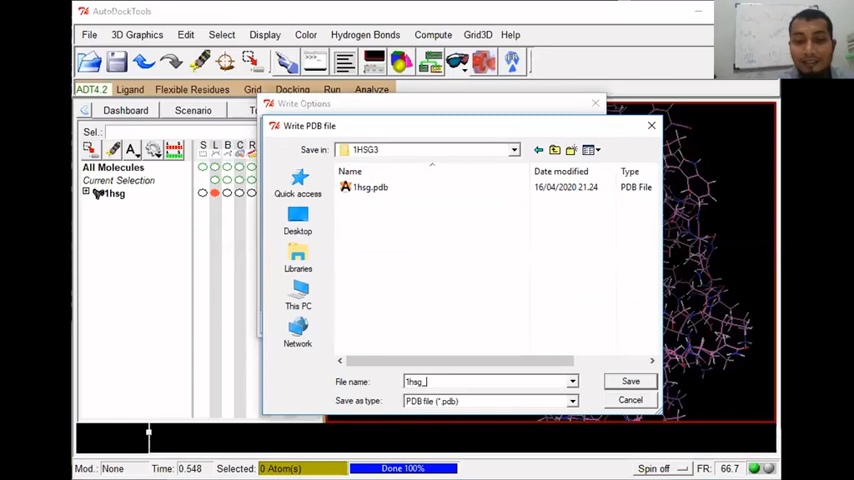 AutoDockTools
File 3D Graphics Edit Select Display Color Hydrogen Bonds Compute Grid3D Help
ADT4.2 Ligand Flexible Residues Grid Docking Run Analyze
Dashboard Scenario
Sel.:
S L B C R
All Molecules
Current Selection
1hsg
Write Options
Write PDB file
Save in: 1HSG3
Name Date modified Type
1hsg.pdb 16/04/2020 21.24 PDB File
Quick access
Desktop
Libraries
This PC
Network
File name: 1hsg_
Save
Save as type: PDB file (*.pdb)
Cancel
Mod.: None Time: 0.548 Selected: 0 Atom(s) Done 100% Spin off FR: 66.7